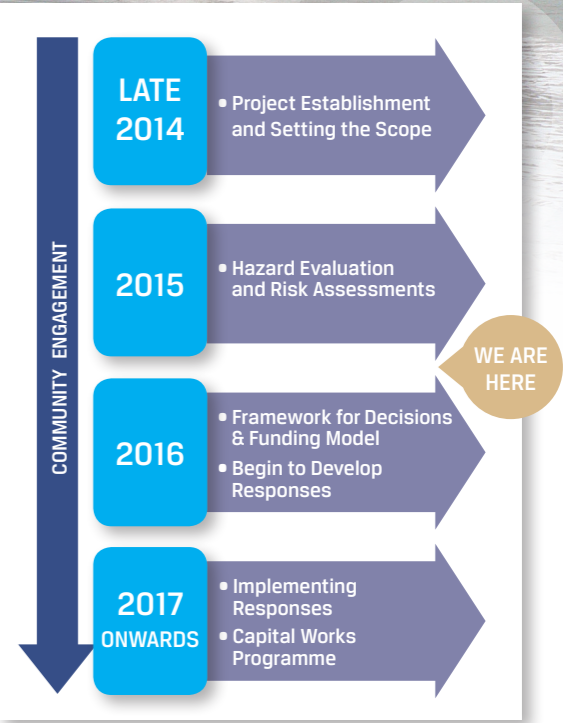 COMMUNITY ENGAGEMENT
LATE
2014
• Project Establishment
and Setting the Scope
2015
• Hazard Evaluation
and Risk Assessments
WE ARE
HERE
2016
• Framework for Decisions
& Funding Model
• Begin to Develop
Responses
2017
ONWARDS
• Implementing
Responses
• Capital Works
Programme